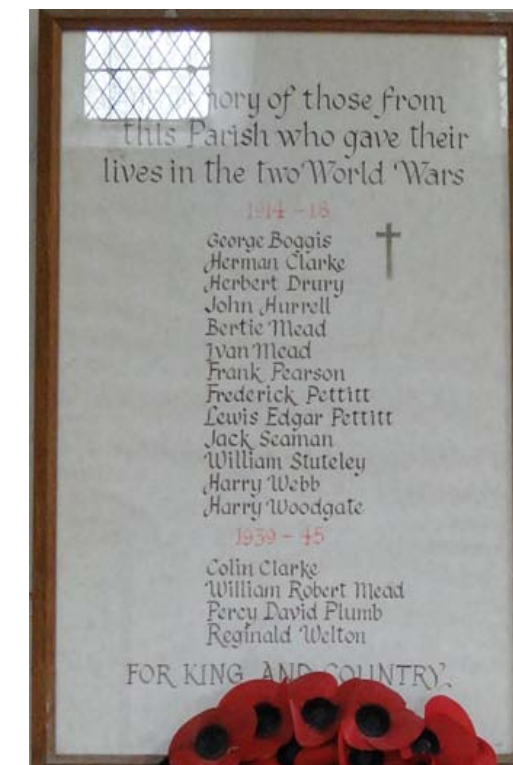 mory of those from
this Parish who gave their
lives in the two World Wars
1914 - 18
George Boggis
Herman Clarke
Herbert Drury
John Hurrell
Bertie Mead
Ivan Mead
Frank Pearson
Frederick Pettitt
Lewis Edgar Pettitt
Jack Seaman
William Stuteley
Harry Webb
Harry Woodgate
1939 - 45
Colin Clarke
William Robert Mead
Percy David Plumb
Reginald Welton
FOR KING AND COUNTRY.